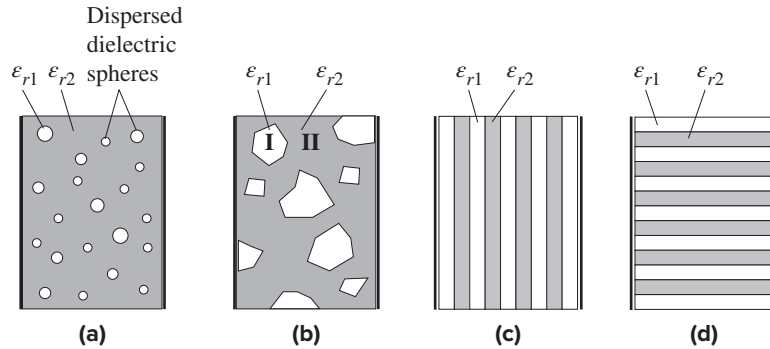 Dispersed
dielectric
spheres
εr1 εr2
εr1 εr2
εr1 εr2
εr1
εr2
I II
(a) (b) (c) (d)